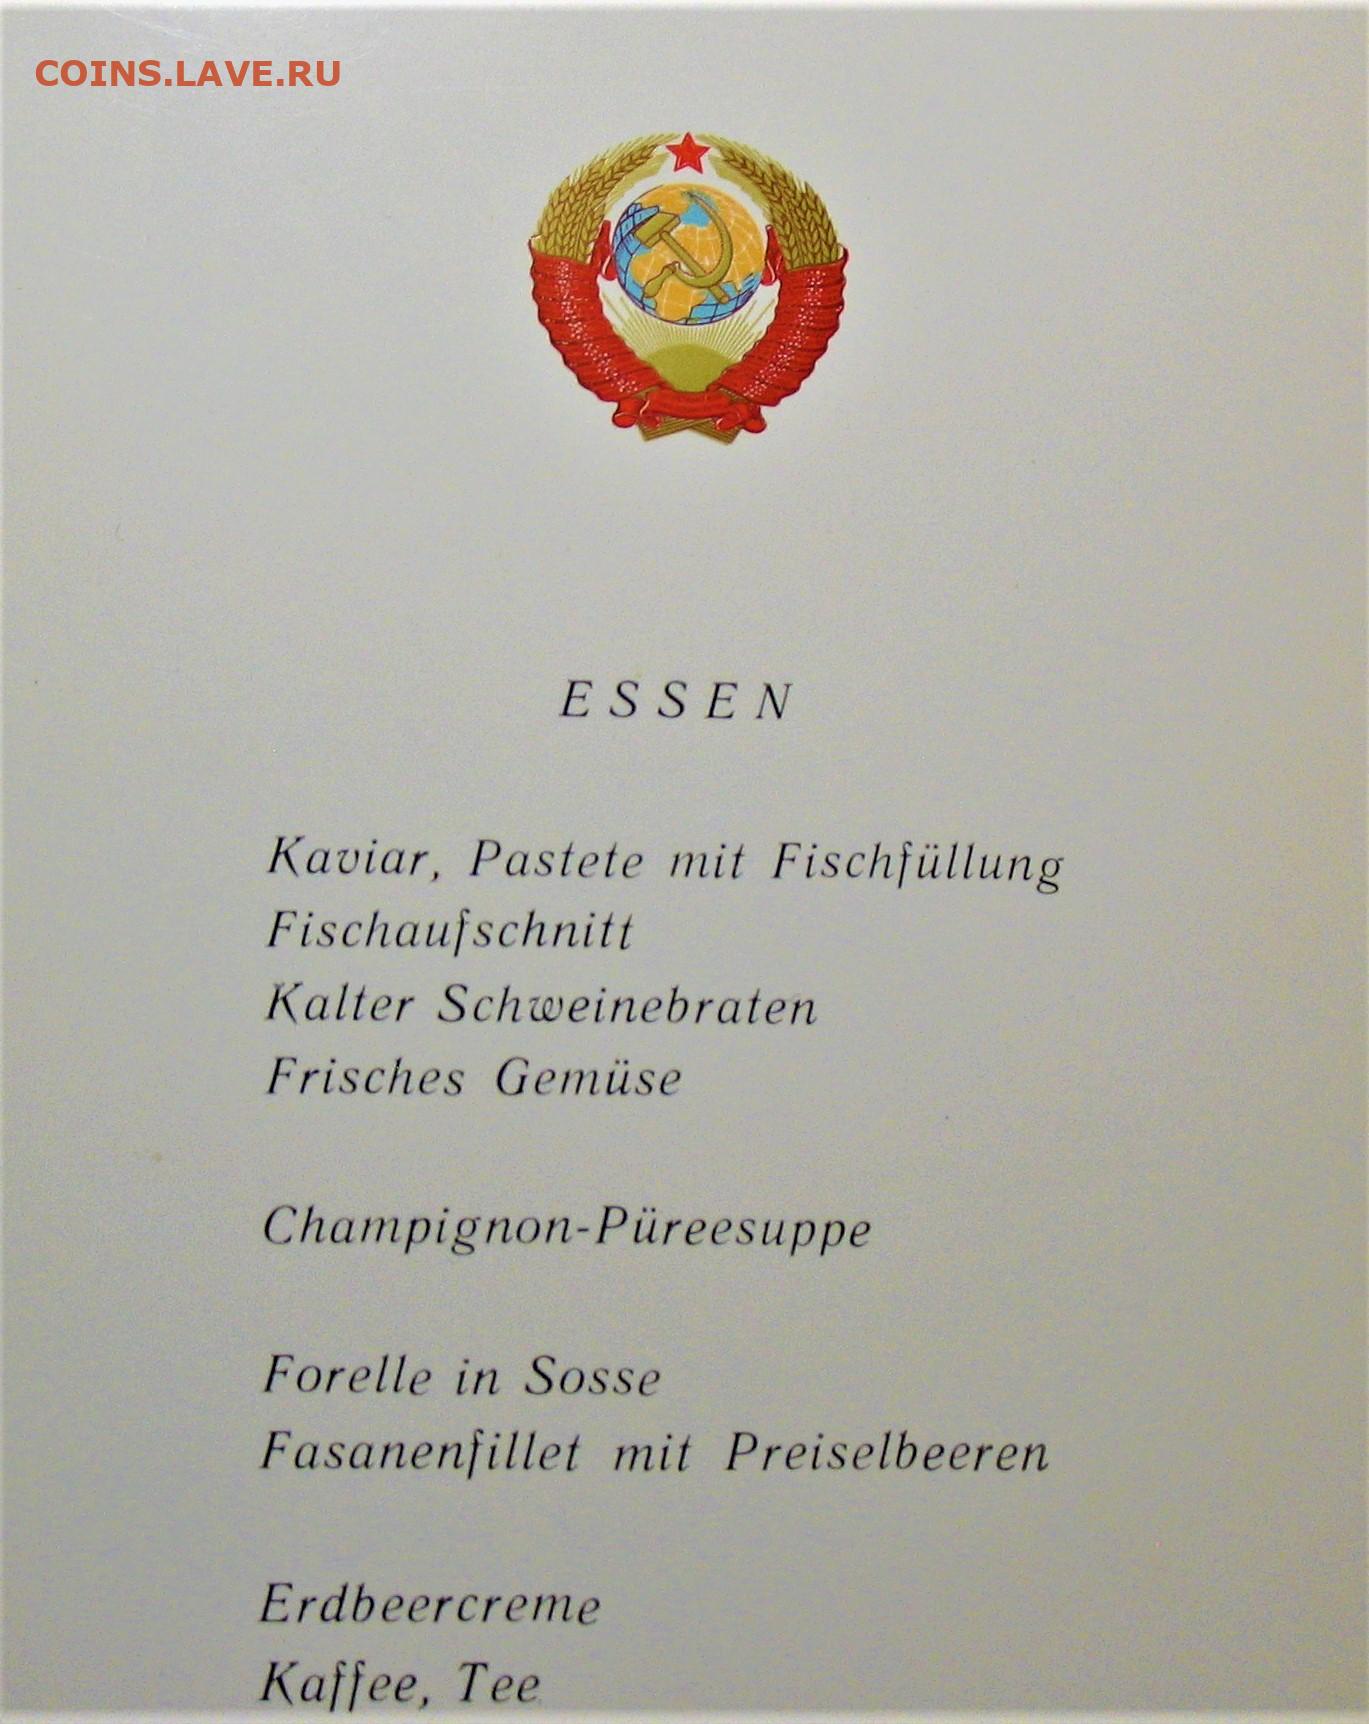 COINS.LAVE.RU
ESSEN
Kaviar, Pastete mit Fischfüllung
Fischaufschnitt
Kalter Schweinebraten
Frisches Gemüse
Champignon-Püreesuppe
Forelle in Sosse
Fasanenfillet mit Preiselbeeren
Erdbeercreme
Kaffee, Tee